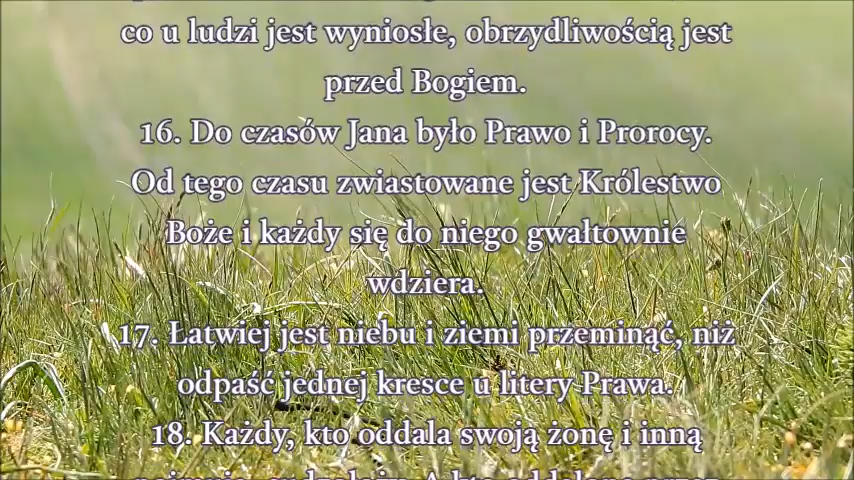 co u ludzi jest wyniosłe, obrzydliwością jest
przed Bogiem.
16. Do czasów Jana było Prawo i Prorocy.
Od tego czasu zwiastowane jest Królestwo
Boże i każdy się do niego gwałtownie
wdziera.
17. Łatwiej jest niebu i ziemi przeminąć, niż
odpaść jednej kresce u litery Prawa.
18. Każdy, kto oddala swoją żonę i inną